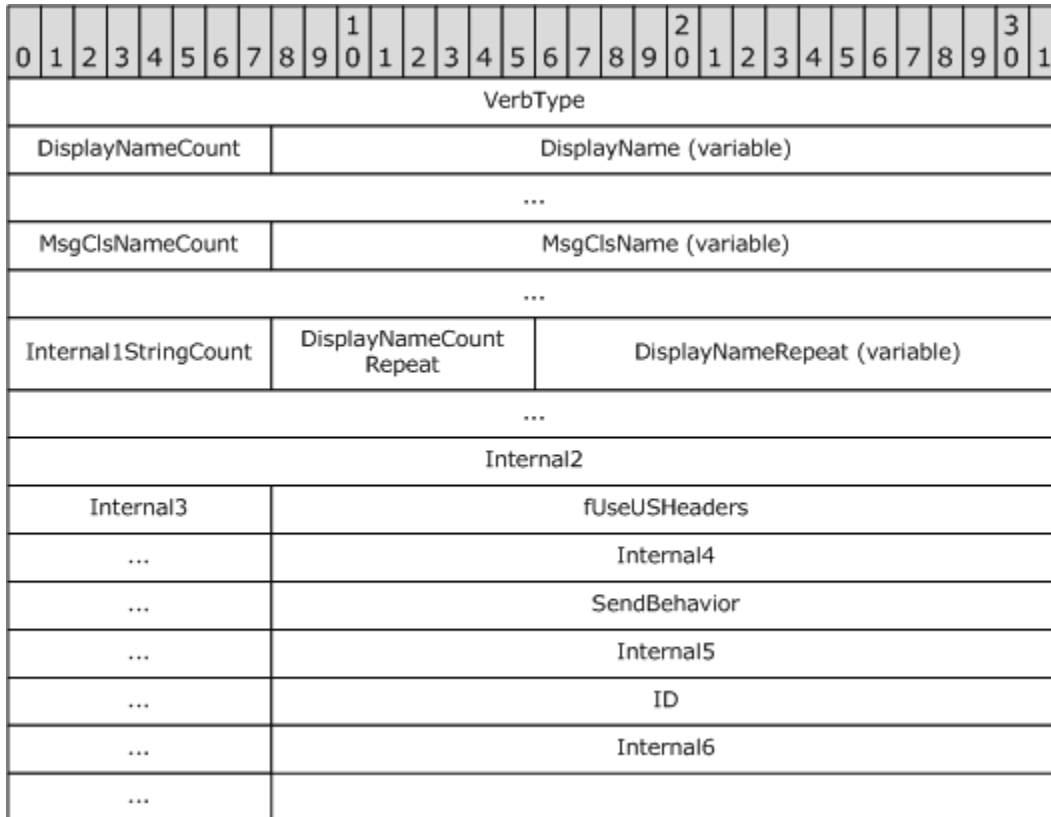 1 2 3
0 1 2 3 4 5 6 7 8 9 0 1 2 3 4 5 6 7 8 9 0 1 2 3 4 5 6 7 8 9 0 1
VerbType
DisplayNameCount DisplayName (variable)
...
MsgClsNameCount MsgClsName (variable)
...
Internal1StringCount DisplayNameCount
Repeat DisplayNameRepeat (variable)
...
Internal2
Internal3 fUseUSHeaders
... Internal4
... SendBehavior
... Internal5
... ID
... Internal6
...